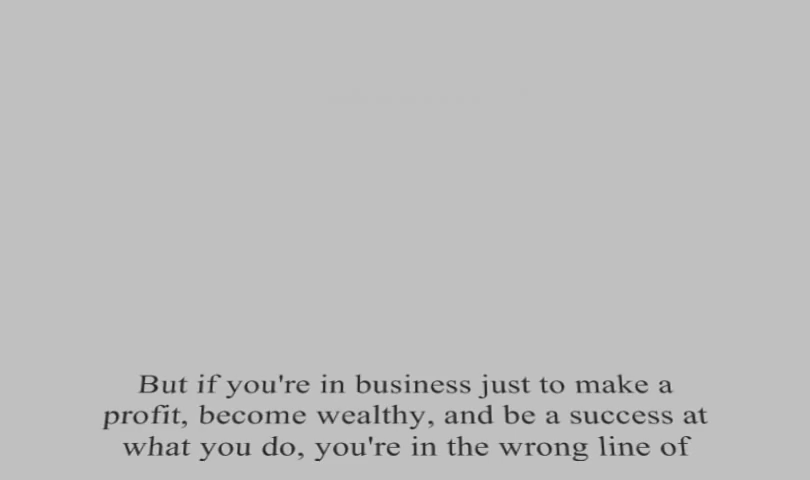 But if you're in business just to make a
profit, become wealthy, and be a success at
what you do, you're in the wrong line of